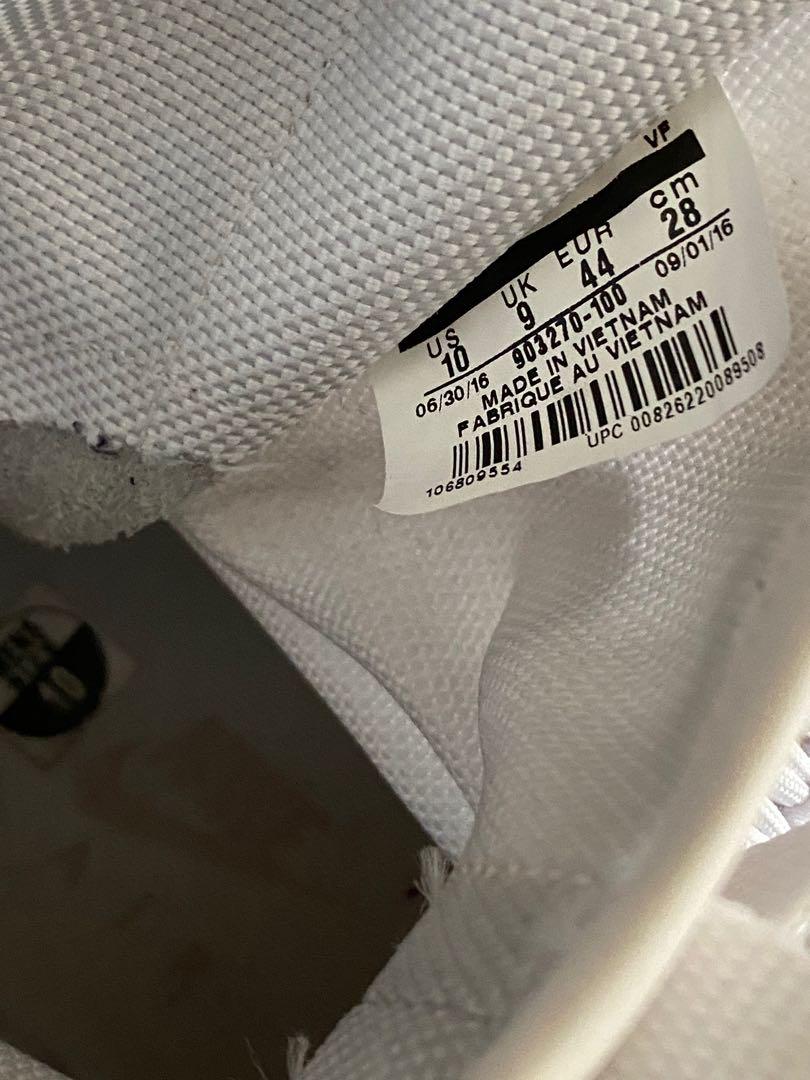 VF
US UK EUR cm
10 9 44 28
06/30/16 903270-100 09/01/16
MADE IN VIETNAM
FABRIQUE AU VIETNAM
106809554 UPC 00826220089508
10